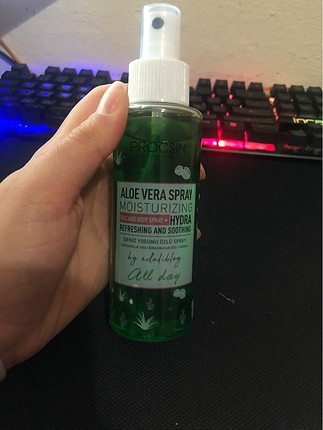 PROCSIN
ALOE VERA SPRAY
MOISTURIZING
FACE AND BODY SPRAY + HYDRA
REFRESHING AND SOOTHING
DENİZ YOSUNU ÖZLÜ SPREY
by edaliblog
All day